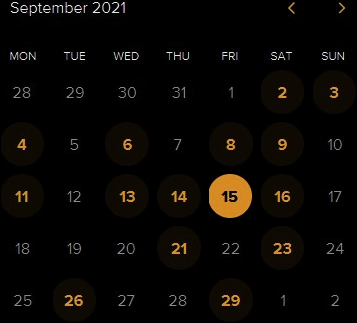 September 2021
MON TUE WED THU FRI SAT SUN
28 29 30 31 1 2 3
4 5 6 7 8 9 10
11 12 13 14 15 16 17
18 19 20 21 22 23 24
25 26 27 28 29 1 2